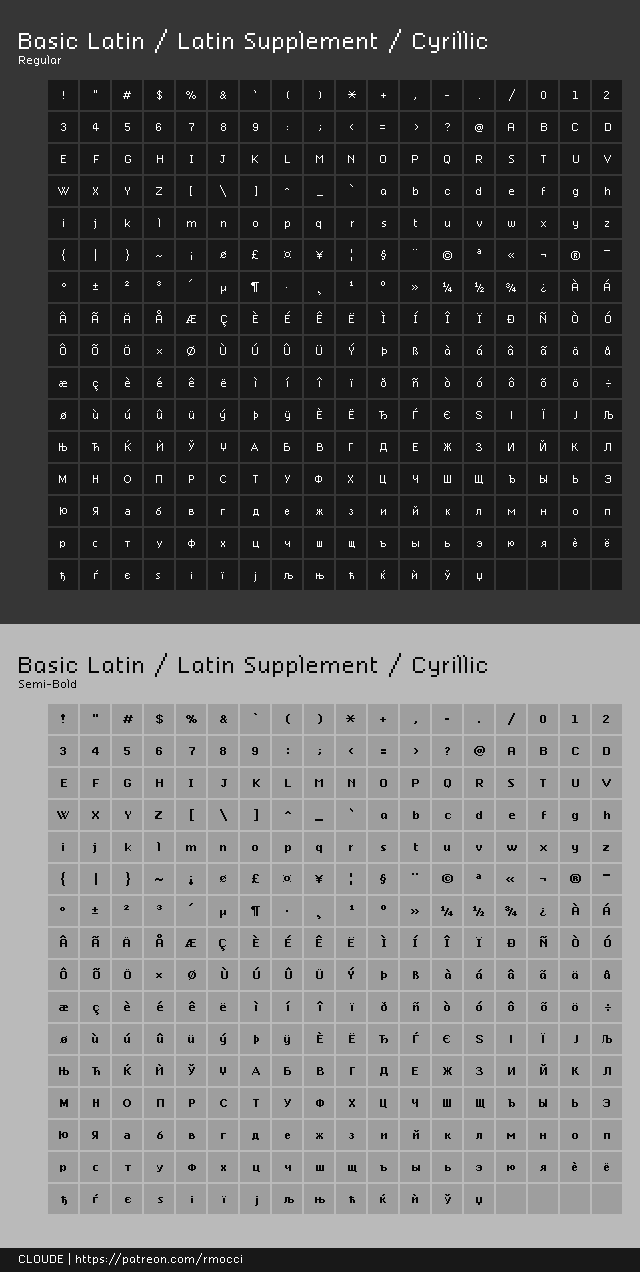 Basic Latin / Latin Supplement / Cyrillic
Regular
! " # $ % & ` ( ) * + , - . / 0 1 2
3 4 5 6 7 8 9 : ; < = > ? @ A B C D
E F G H I J K L M N O P Q R S T U V
W X Y Z [ \ ] ^ _ ` a b c d e f g h
i j k l m n o p q r s t u v w x y z
{ | } ~ ¡ ø £ ¤ ¥ ¦ § ¨ © ª « ¬ ® ¯
° ± ² ³ ´ µ ¶ · ¸ ¹ º » ¼ ½ ¾ ¿ À Á
Â Ã Ä Å Æ Ç È É Ê Ë Ì Í Î Ï Ð Ñ Ò Ó
Ô Õ Ö × Ø Ù Ú Û Ü Ý Þ ß à á â ã ä å
æ ç è é ê ë ì í î ï ð ñ ò ó ô õ ö ÷
ø ù ú û ü ý þ ÿ Ѐ Ё Ђ Ѓ Є Ѕ І Ї Ј Љ
Њ Ћ Ќ Ѝ Ў Џ А Б В Г Д Е Ж З И Й К Л
М Н О П Р С Т У Ф Х Ц Ч Ш Щ Ъ Ы Ь Э
Ю Я а б в г д е ж з и й к л м н о п
р с т у ф х ц ч ш щ ъ ы ь э ю я ѐ ё
ђ ѓ є ѕ і ї ј љ њ ћ ќ ѝ ў џ
Basic Latin / Latin Supplement / Cyrillic
Semi-Bold
! " # $ % & ` ( ) * + , - . / 0 1 2
3 4 5 6 7 8 9 : ; < = > ? @ A B C D
E F G H I J K L M N O P Q R S T U V
W X Y Z [ \ ] ^ _ ` a b c d e f g h
i j k l m n o p q r s t u v w x y z
{ | } ~ ¡ ø £ ¤ ¥ ¦ § ¨ © ª « ¬ ® ¯
° ± ² ³ ´ µ ¶ · ¸ ¹ º » ¼ ½ ¾ ¿ À Á
Â Ã Ä Å Æ Ç È É Ê Ë Ì Í Î Ï Ð Ñ Ò Ó
Ô Õ Ö × Ø Ù Ú Û Ü Ý Þ ß à á â ã ä å
æ ç è é ê ë ì í î ï ð ñ ò ó ô õ ö ÷
ø ù ú û ü ý þ ÿ Ѐ Ё Ђ Ѓ Є Ѕ І Ї Ј Љ
Њ Ћ Ќ Ѝ Ў Џ А Б В Г Д Е Ж З И Й К Л
М Н О П Р С Т У Ф Х Ц Ч Ш Щ Ъ Ы Ь Э
Ю Я а б в г д е ж з и й к л м н о п
р с т у ф х ц ч ш щ ъ ы ь э ю я ѐ ё
ђ ѓ є ѕ і ї ј љ њ ћ ќ ѝ ў џ
CLOUDE | https://patreon.com/rmocci